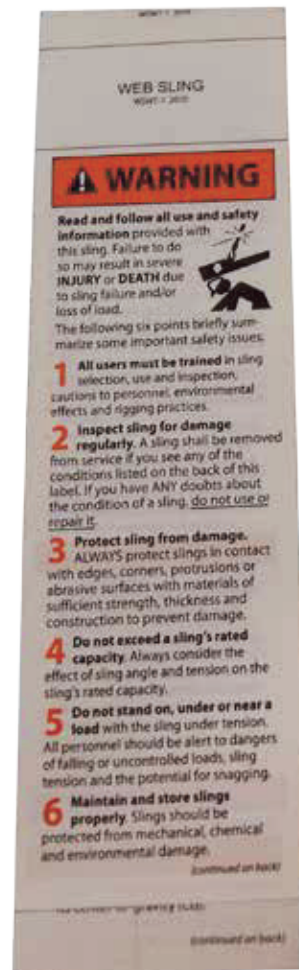 WEB SLING
WARNING
Read and follow all use and safety
information provided with
this sling. Failure to do
so may result in severe
INJURY or DEATH due
to sling failure and/or
loss of load.
The following six points briefly sum-
marize some important safety issues.
1 All users must be trained in sling
selection, use and inspection,
cautions to personnel, environmental
effects and rigging practices.
2 Inspect sling for damage
regularly. A sling shall be removed
from service if you see any of the
conditions listed on the back of this
label. If you have ANY doubts about
the condition of a sling, do not use or
repair it.
3 Protect sling from damage.
ALWAYS protect slings in contact
with edges, corners, protrusions or
abrasive surfaces with materials of
sufficient strength, thickness and
construction to prevent damage.
4 Do not exceed a sling's rated
capacity. Always consider the
effect of sling angle and tension on the
sling's rated capacity.
5 Do not stand on, under or near a
load with the sling under tension.
All personnel should be alert to dangers
of falling or uncontrolled loads, sling
tension and the potential for snagging.
6 Maintain and store slings
properly. Slings should be
protected from mechanical, chemical
and environmental damage.
(continued on back)
(continued on back)